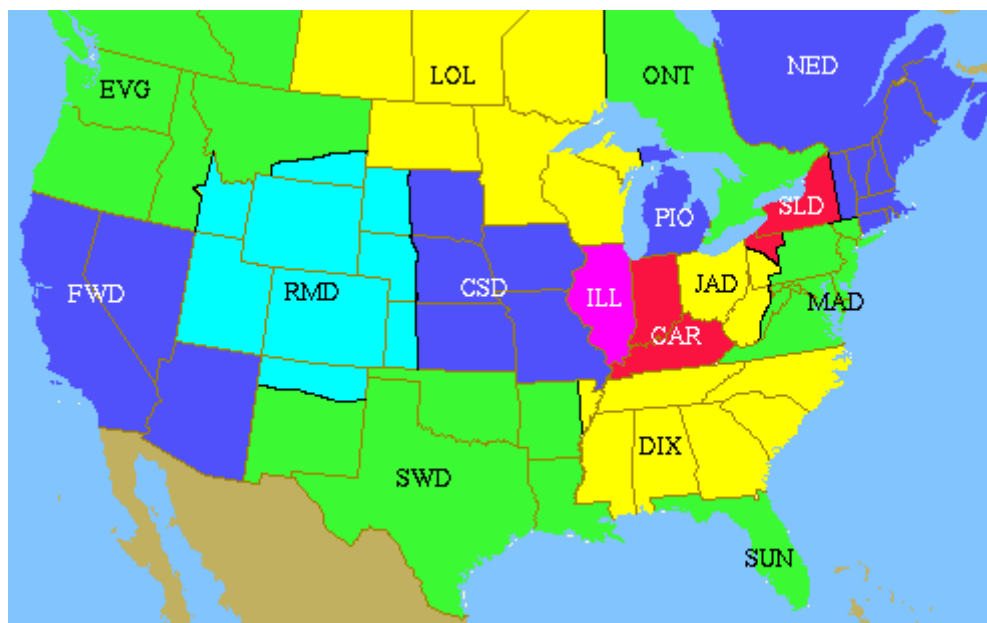 NED
LOL
ONT
EVG
SLD
PIO
FWD
RMD
CSD
ILL
JAD
MAD
CAR
DIX
SWD
SUN